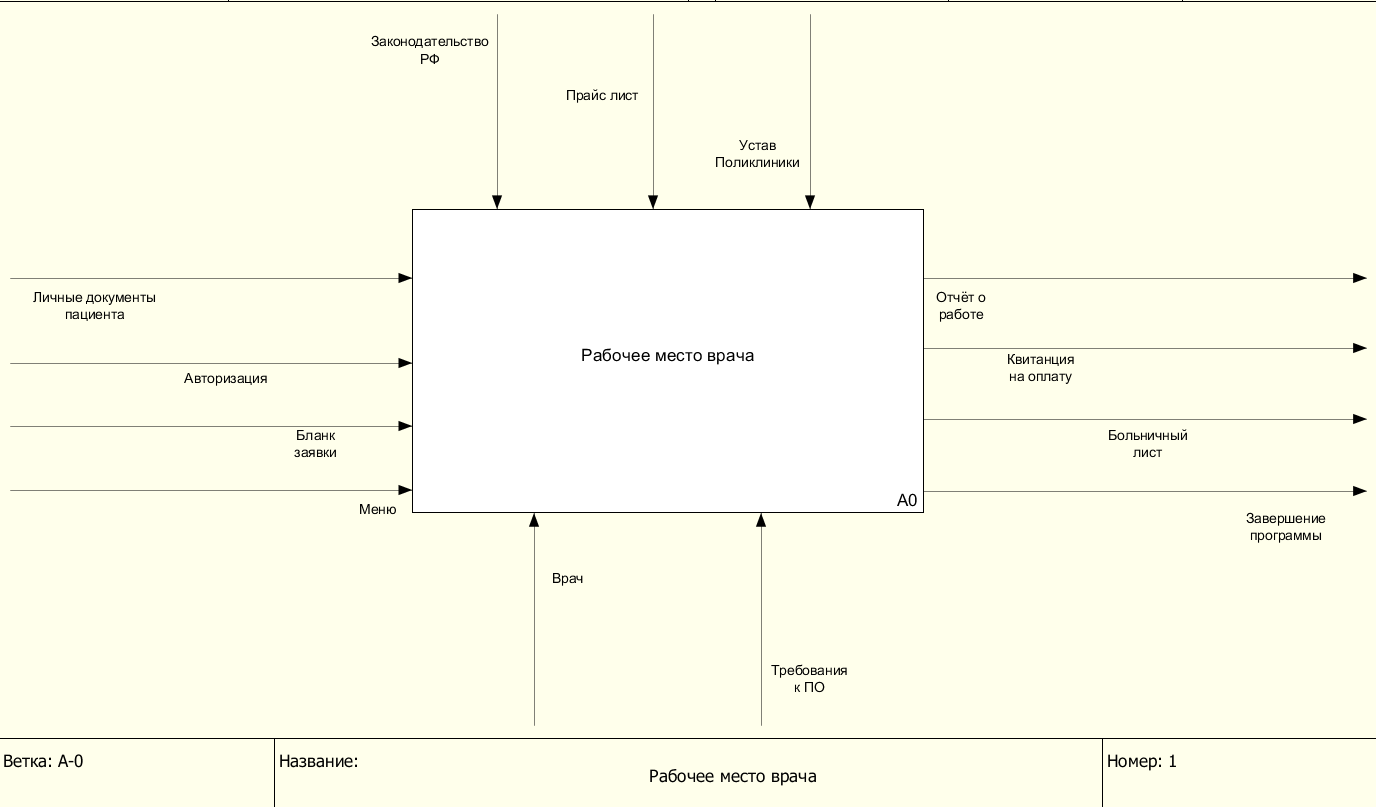 Законодательство
РФ
Прайс лист
Устав
Поликлиники
Личные документы
пациента
Авторизация
Бланк
заявки
Меню
Рабочее место врача
A0
Отчёт о
работе
Квитанция
на оплату
Больничный
лист
Завершение
программы
Врач
Требования
к ПО
Ветка: A-0
Название:
Рабочее место врача
Номер: 1